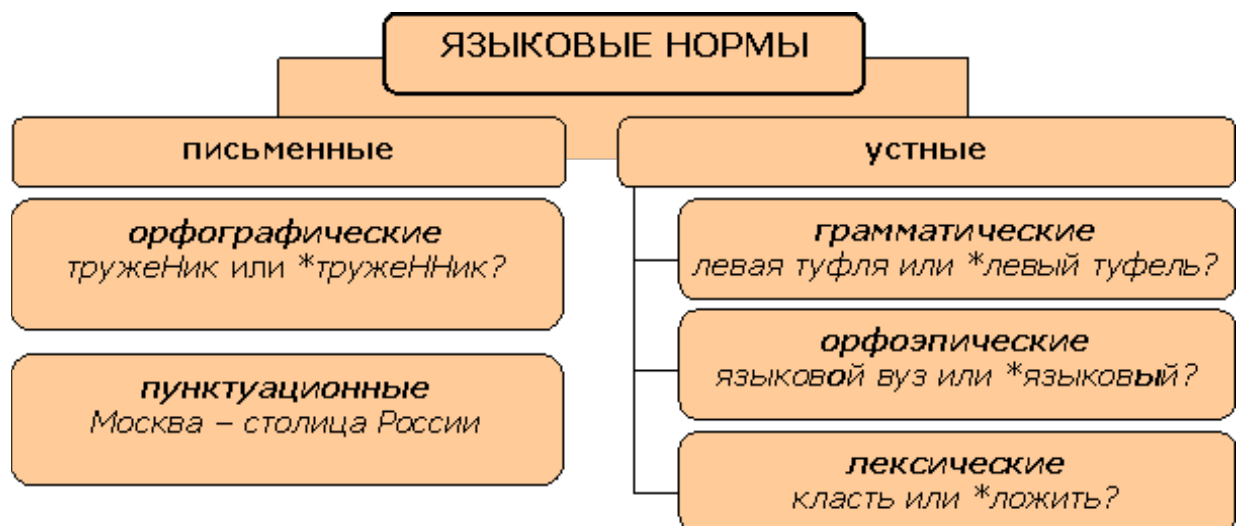 ЯЗЫКОВЫЕ НОРМЫ
письменные
орфографические
тружеНик или *тружеННик?
пунктуационные
Москва – столица России
устные
грамматические
левая туфля или *левый туфель?
орфоэпические
языковой вуз или *языковый?
лексические
класть или *ложить?